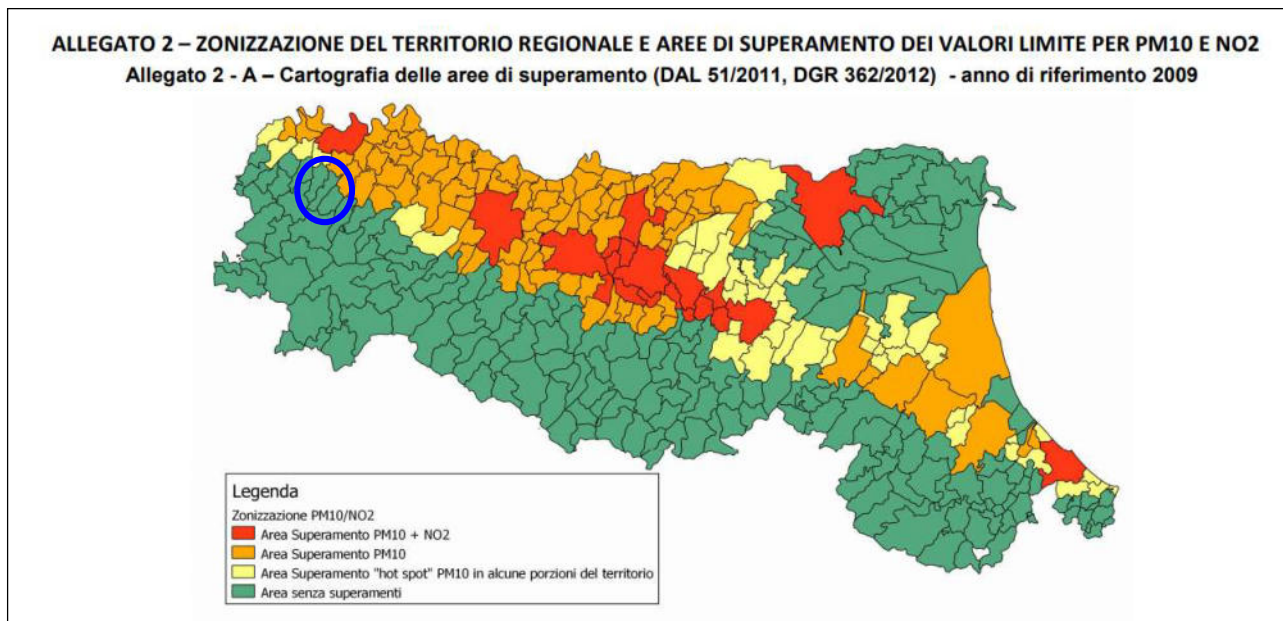 ALLEGATO 2 – ZONIZZAZIONE DEL TERRITORIO REGIONALE E AREE DI SUPERAMENTO DEI VALORI LIMITE PER PM10 E NO2
Allegato 2 - A – Cartografia delle aree di superamento (DAL 51/2011, DGR 362/2012) - anno di riferimento 2009
Legenda
Zonizzazione PM10/NO2
Area Superamento PM10 + NO2
Area Superamento PM10
Area Superamento "hot spot" PM10 in alcune porzioni del territorio
Area senza superamenti